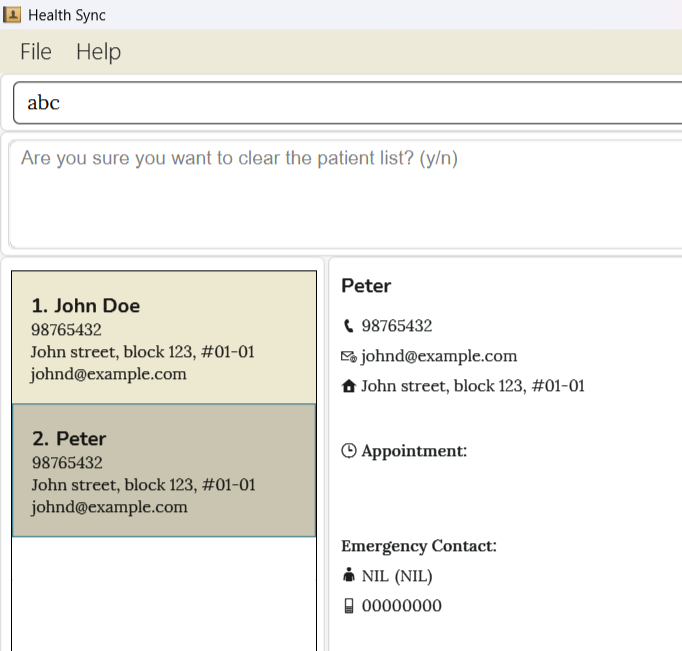 Health Sync
File Help
abc
Are you sure you want to clear the patient list? (y/n)
1. John Doe
98765432
John street, block 123, #01-01
johnd@example.com
2. Peter
98765432
John street, block 123, #01-01
johnd@example.com
Peter
98765432
johnd@example.com
John street, block 123, #01-01
Appointment:
Emergency Contact:
NIL (NIL)
00000000